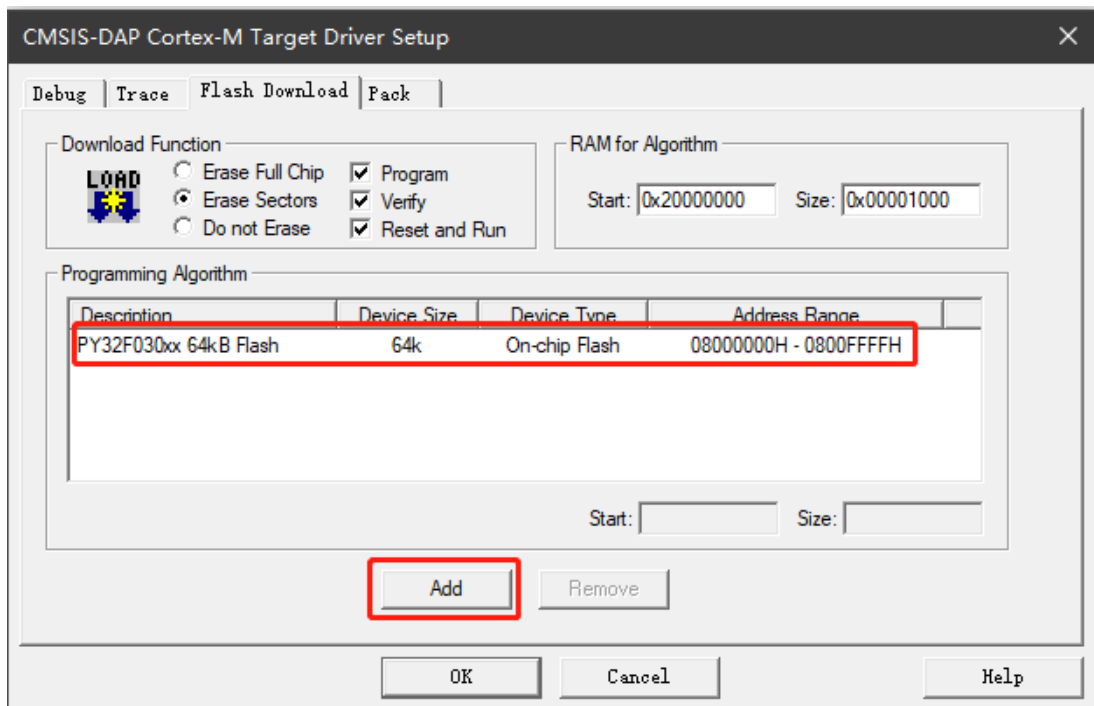 CMSIS-DAP Cortex-M Target Driver Setup
Debug Trace Flash Download Pack
Download Function
LOAD
Erase Full Chip
Erase Sectors
Do not Erase
Program
Verify
Reset and Run
RAM for Algorithm
Start: 0x20000000 Size: 0x00001000
Programming Algorithm
Description Device Size Device Type Address Range
PY32F030xx 64kB Flash 64k On-chip Flash 08000000H - 0800FFFFH
Start: Size:
Add Remove
OK Cancel Help